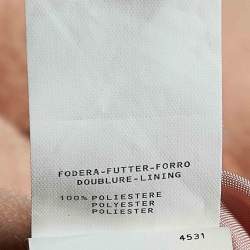 FODERA-FUTTER-FORRO
DOUBLURE-LINING
100% POLIESTERE
POLYESTER
POLIESTER
4531